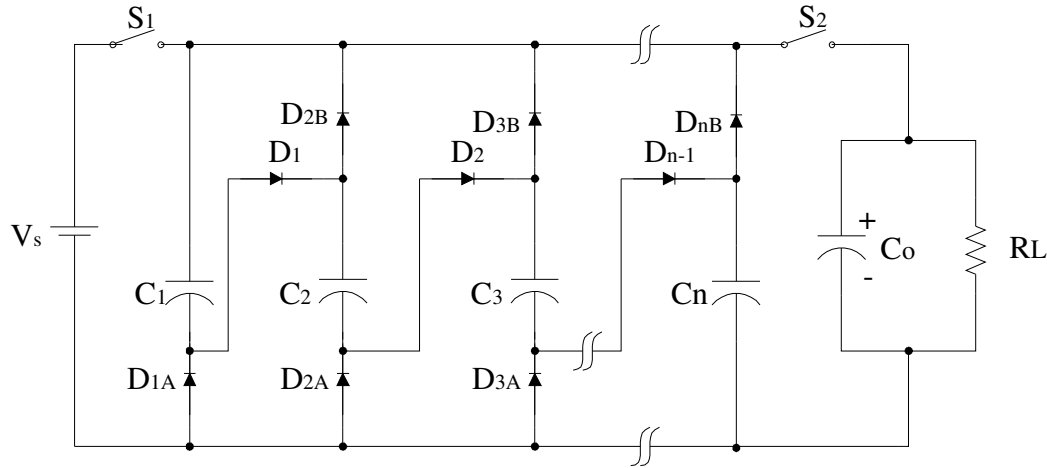 S1
S2
D2B
D3B
DnB
D1
D2
Dn-1
Vs
+
Co
-
RL
C1
C2
C3
Cn
D1A
D2A
D3A